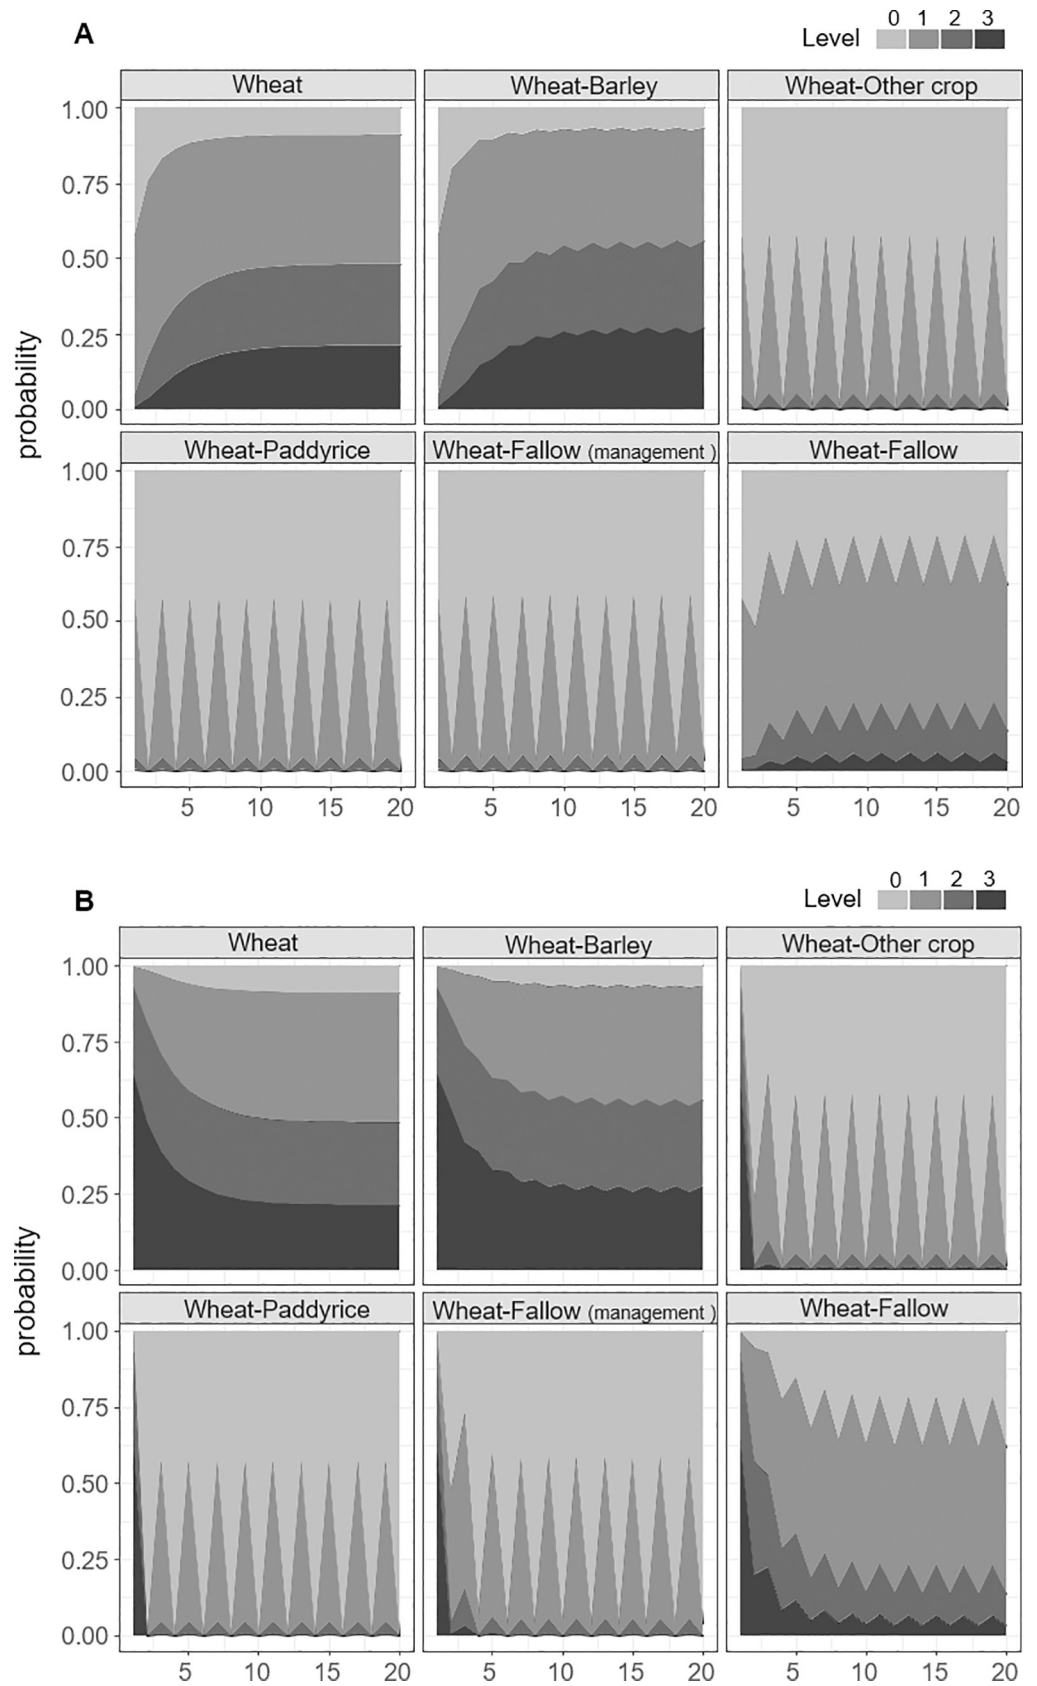 A
Level 0 1 2 3
Wheat Wheat-Barley Wheat-Other crop
1.00
0.75
0.50
0.25
0.00
probability
Wheat-Paddyrice Wheat-Fallow (management ) Wheat-Fallow
1.00
0.75
0.50
0.25
0.00
5 10 15 20 5 10 15 20 5 10 15 20
B
Level 0 1 2 3
Wheat Wheat-Barley Wheat-Other crop
1.00
0.75
0.50
0.25
0.00
probability
Wheat-Paddyrice Wheat-Fallow (management ) Wheat-Fallow
1.00
0.75
0.50
0.25
0.00
5 10 15 20 5 10 15 20 5 10 15 20